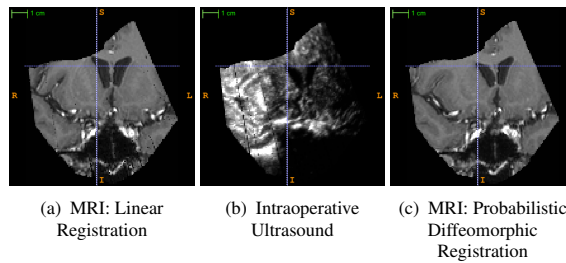 1 cm
S
R
I
1 cm
S
L
I
1 cm
S
R
L
I
(a) MRI: Linear
Registration
(b) Intraoperative
Ultrasound
(c) MRI: Probabilistic
Diffeomorphic
Registration